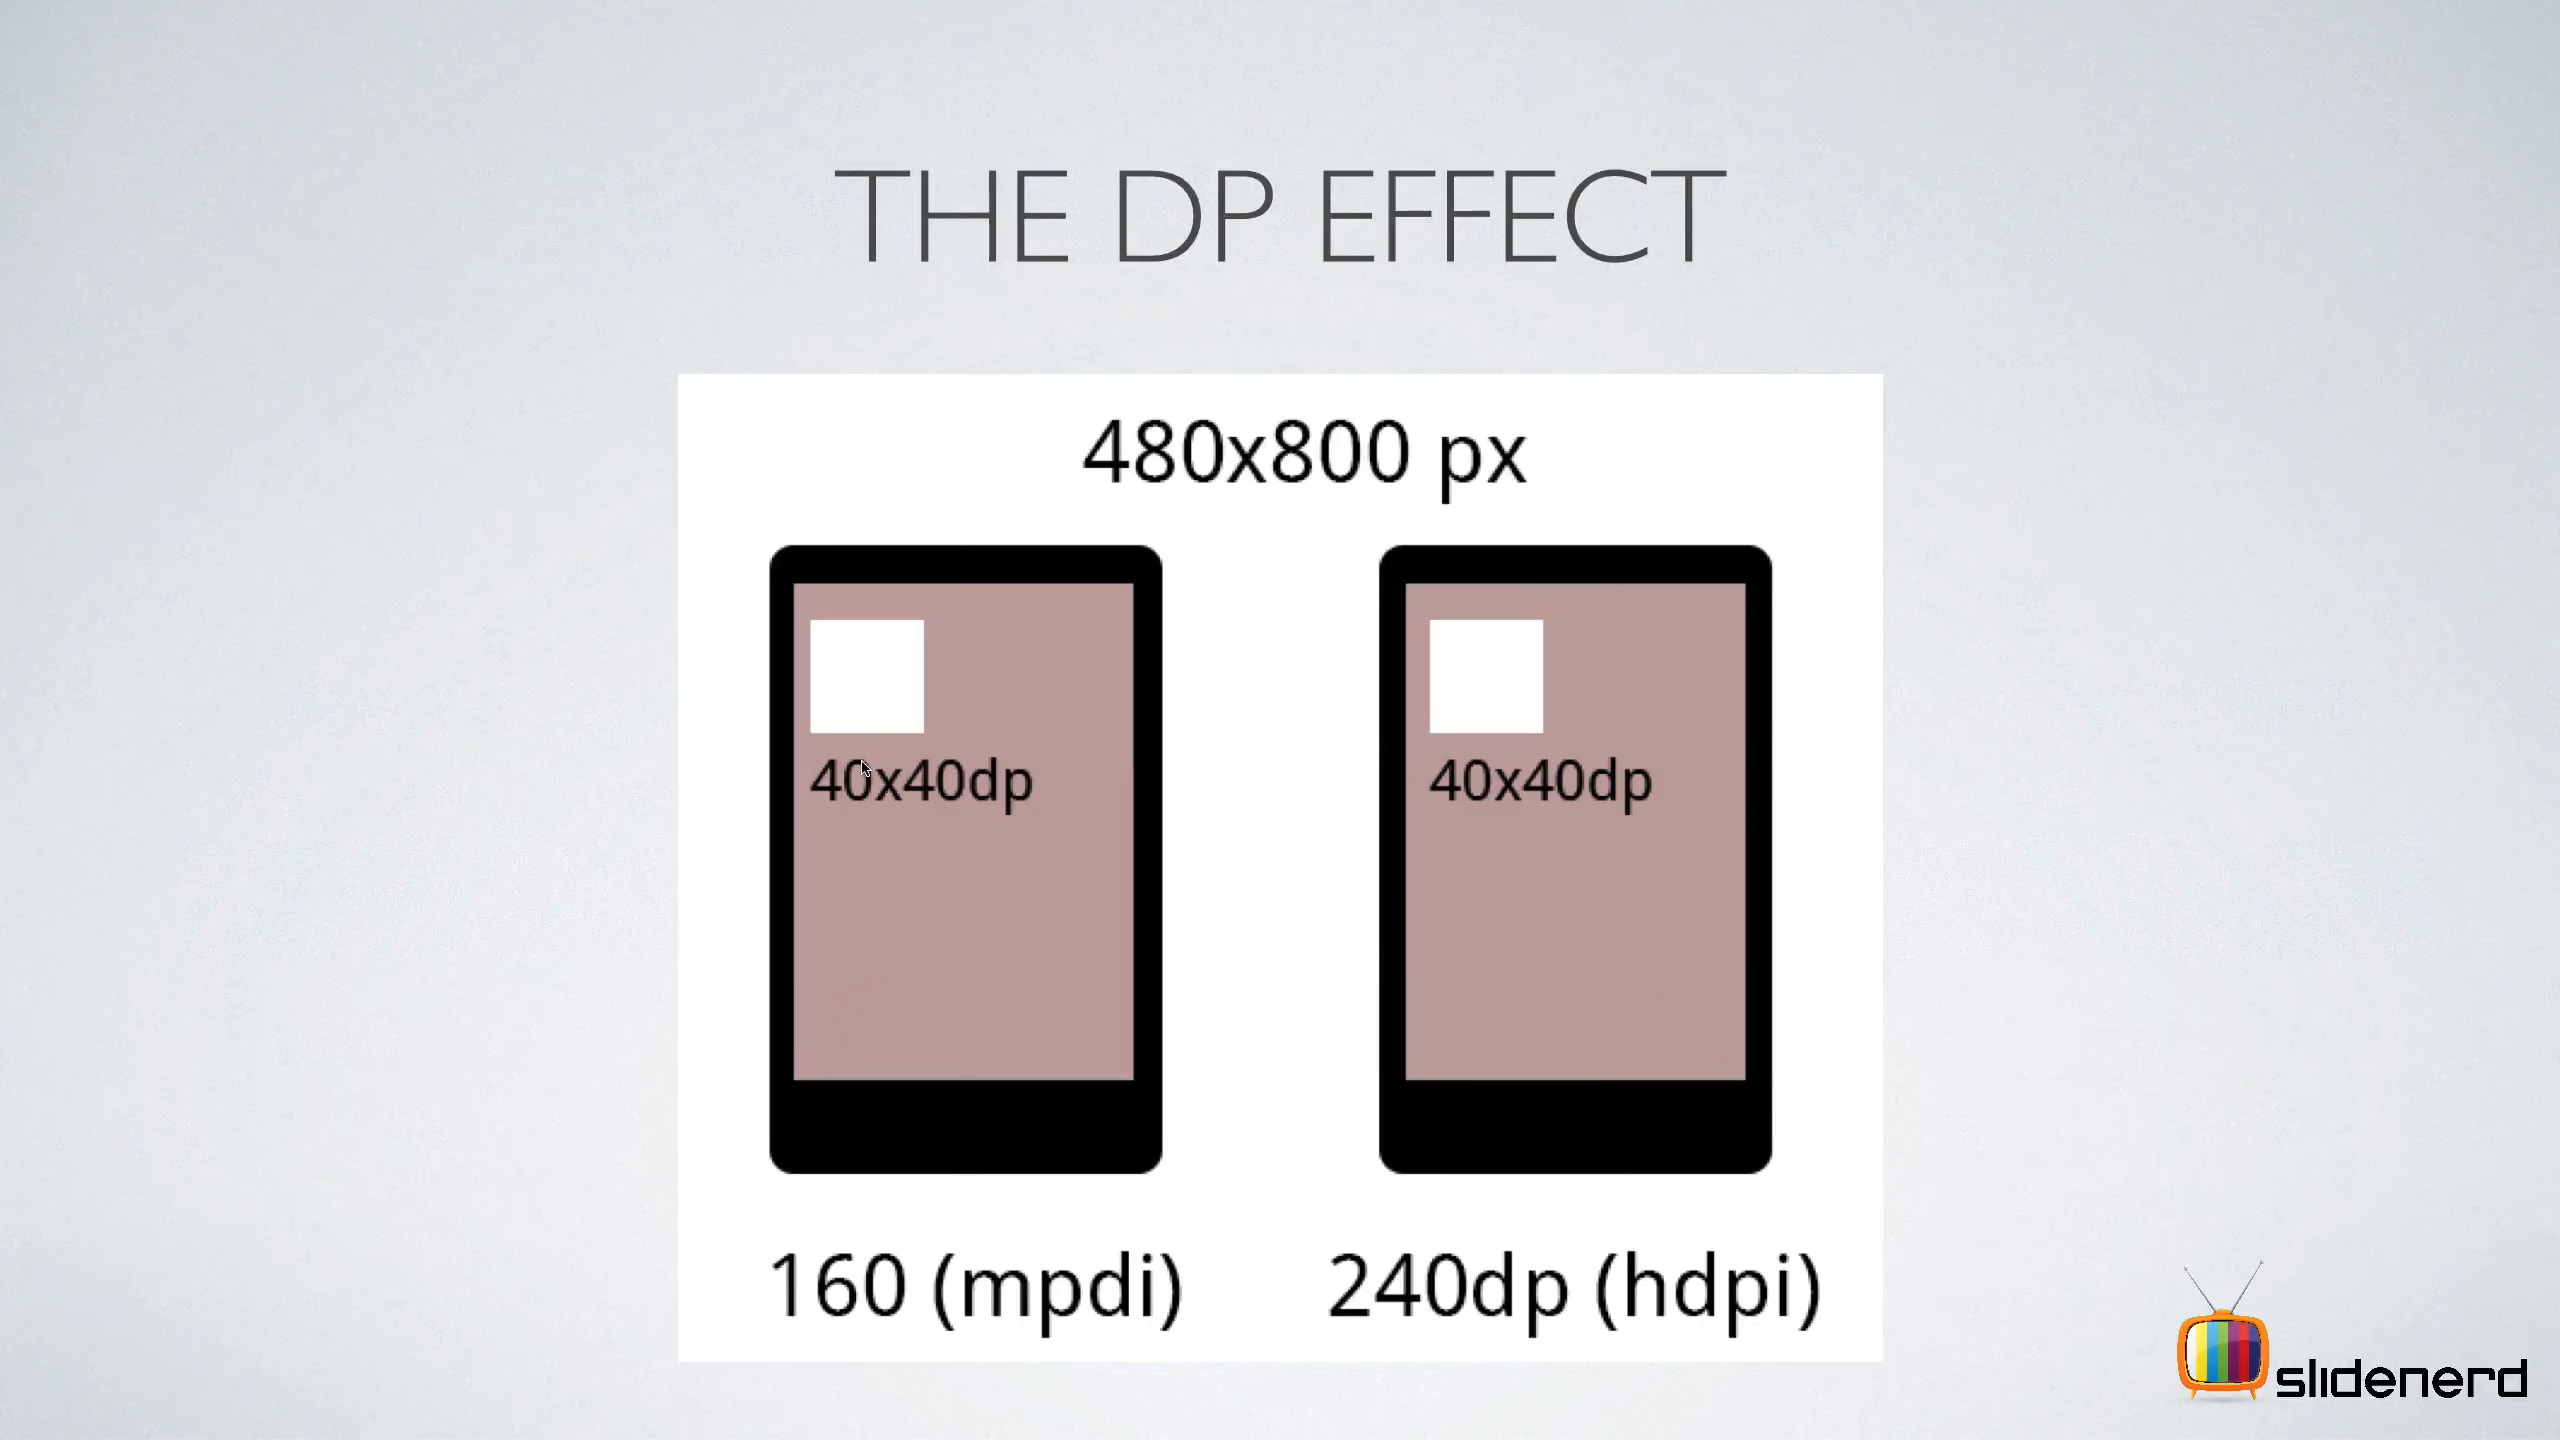 THE DP EFFECT
480x800 px
40x40dp
40x40dp
160 (mpdi)
240dp (hdpi)
slidenerd